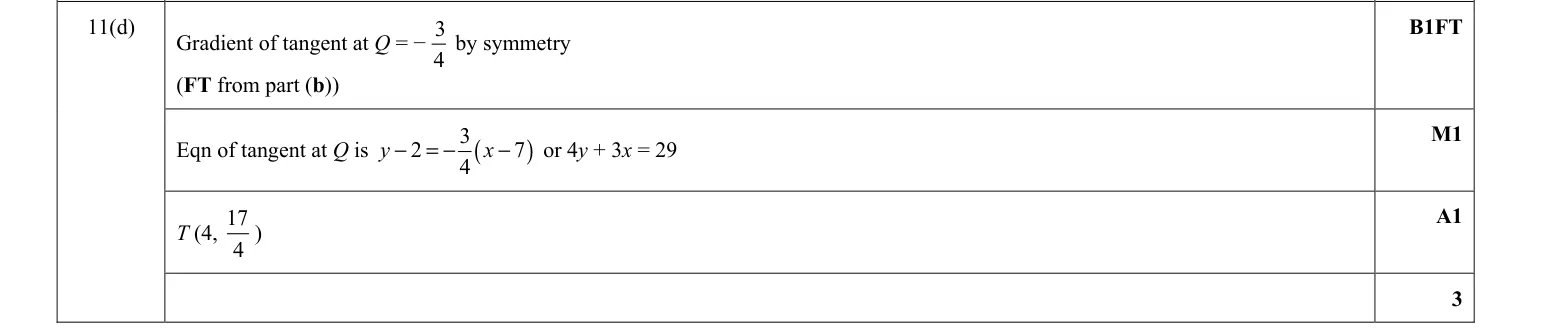 11(d)
Gradient of tangent at Q = − 3/4 by symmetry
B1FT
(FT from part (b))
Eqn of tangent at Q is y − 2 = −3/4(x − 7) or 4y + 3x = 29
M1
T (4, 17/4)
A1
3